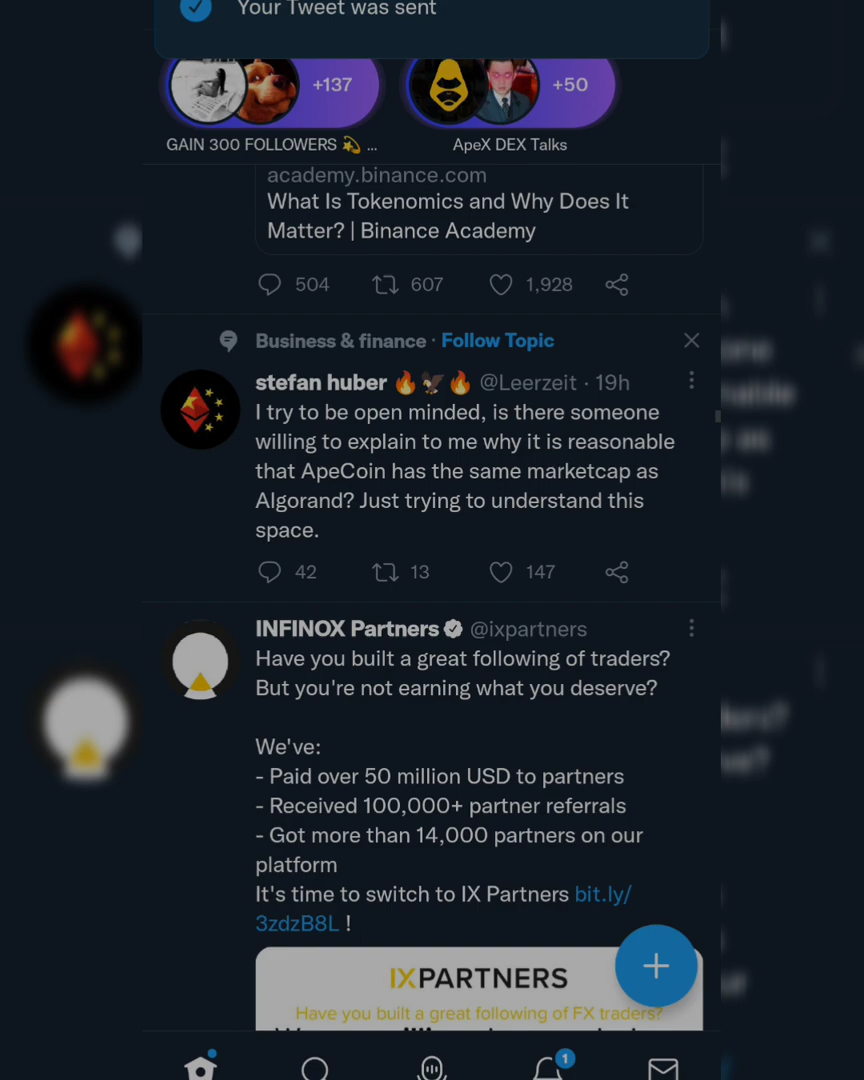 Your Tweet was sent
+137
+50
GAIN 300 FOLLOWERS 💫 ...
ApeX DEX Talks
academy.binance.com
What Is Tokenomics and Why Does It
Matter? | Binance Academy
504 607 1,928
Business & finance · Follow Topic
stefan huber 🔥🦅🔥 @Leerzeit · 19h
I try to be open minded, is there someone
willing to explain to me why it is reasonable
that ApeCoin has the same marketcap as
Algorand? Just trying to understand this
space.
42 13 147
INFINOX Partners @ixpartners
Have you built a great following of traders?
But you're not earning what you deserve?
We've:
- Paid over 50 million USD to partners
- Received 100,000+ partner referrals
- Got more than 14,000 partners on our
platform
It's time to switch to IX Partners bit.ly/
3zdzB8L !
IXPARTNERS
Have you built a great following of FX traders?
1